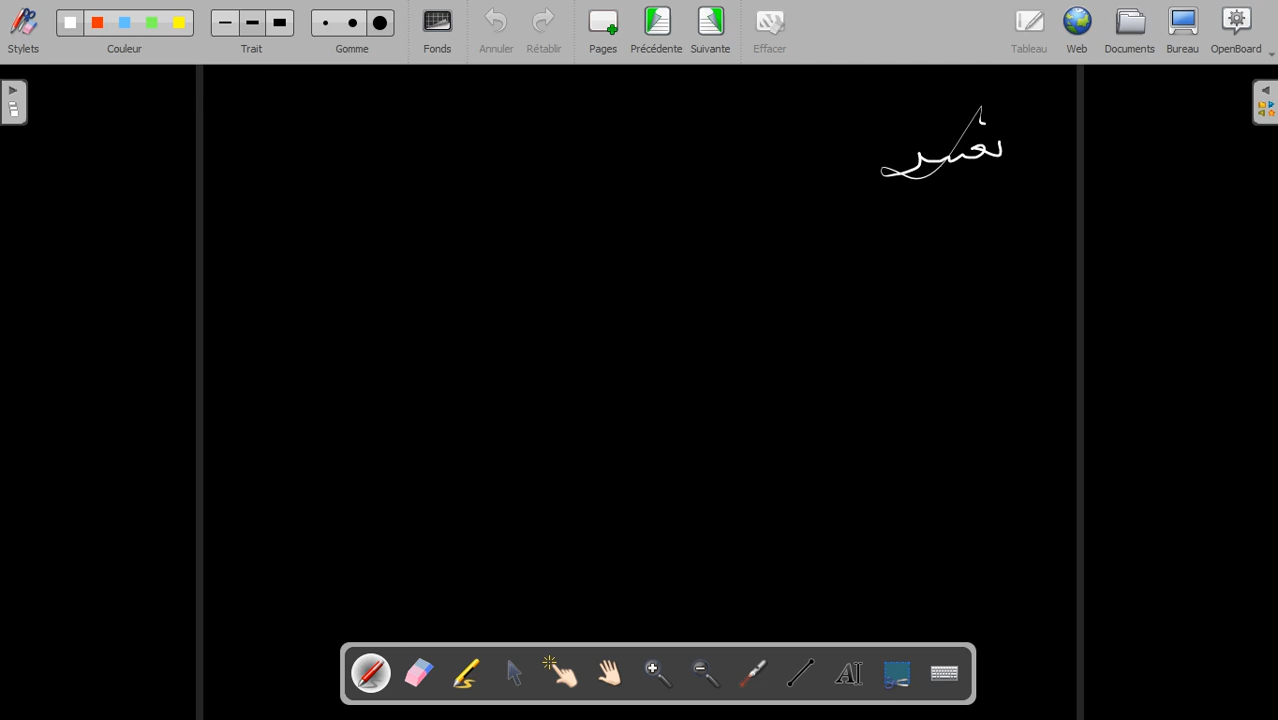 Stylets Couleur Trait Gomme Fonds Annuler Rétablir Pages Précédente Suivante Effacer Tableau Web Documents Bureau OpenBoard